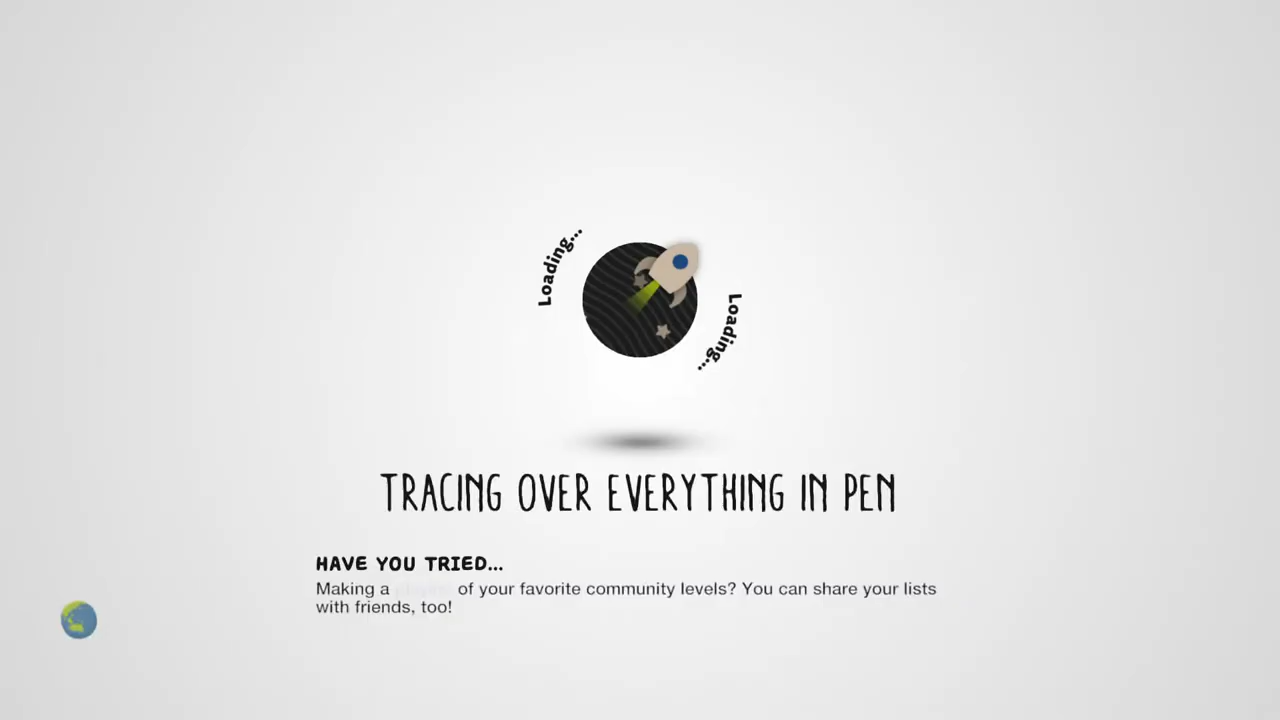 Loading...
Loading...
TRACING OVER EVERYTHING IN PEN
HAVE YOU TRIED...
Making a of your favorite community levels? You can share your lists
with friends, too!